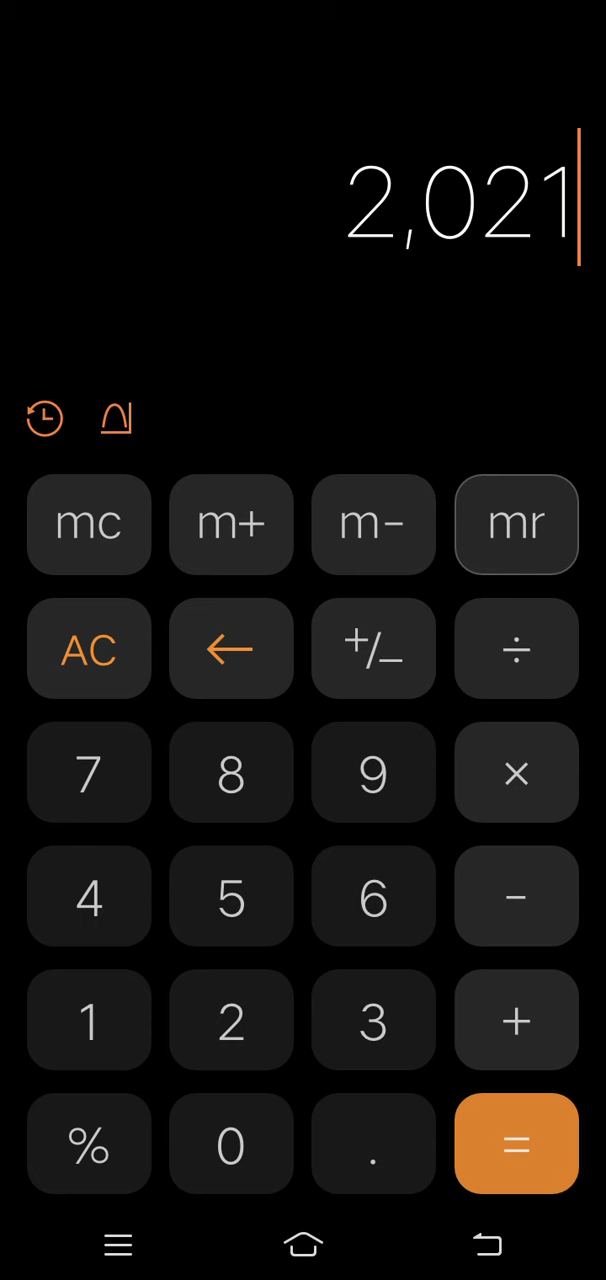 2,021
mc m+ m- mr
AC ← +/− ÷
7 8 9 ×
4 5 6 -
1 2 3 +
% 0 . =